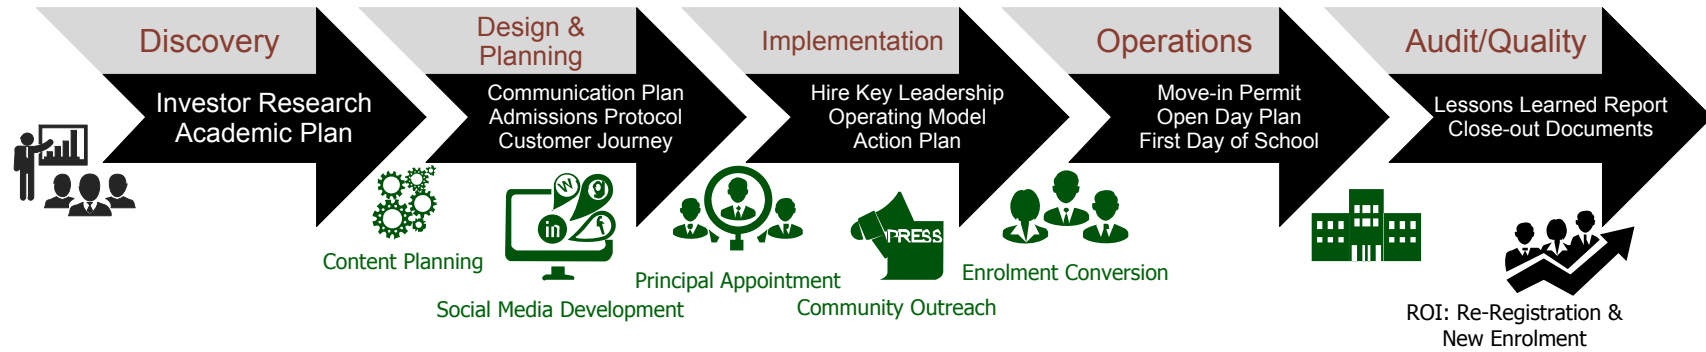 Discovery
Design &
Planning
Implementation
Operations
Audit/Quality
Investor Research
Academic Plan
Communication Plan
Admissions Protocol
Customer Journey
Hire Key Leadership
Operating Model
Action Plan
Move-in Permit
Open Day Plan
First Day of School
Lessons Learned Report
Close-out Documents
W
g
in
f
PRESS
Content Planning
Social Media Development
Principal Appointment
Community Outreach
Enrolment Conversion
ROI: Re-Registration &
New Enrolment